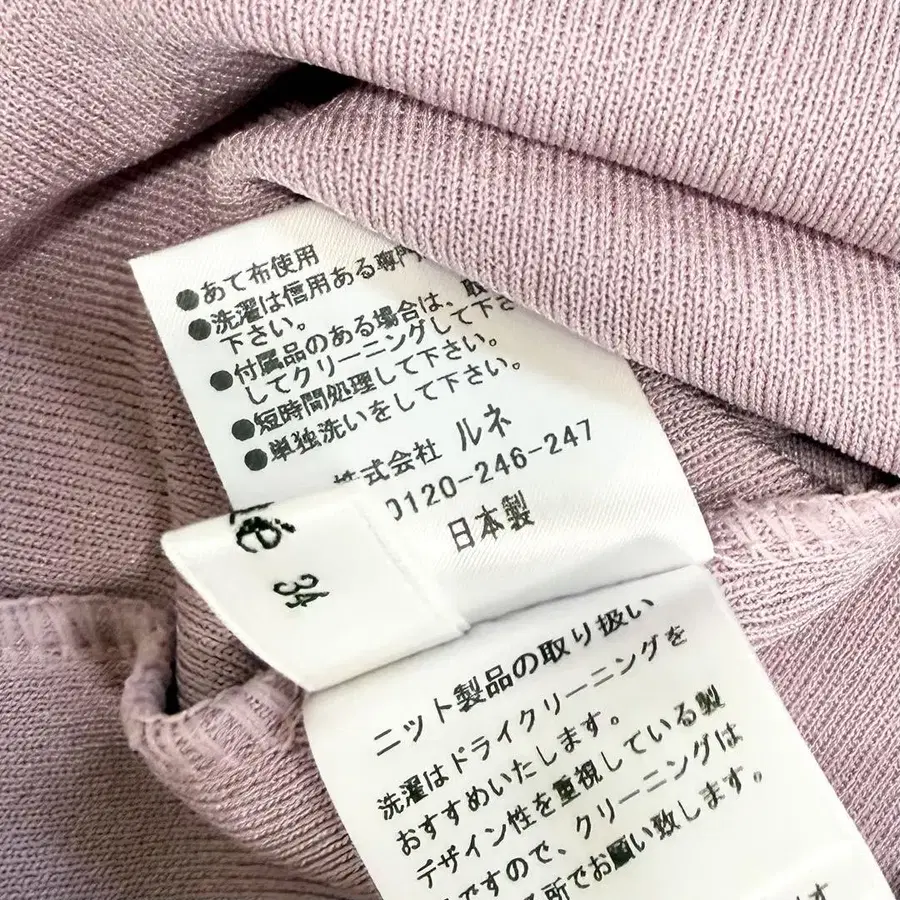 ●あて布使用
●洗濯は信用ある専門
下さい。
●付属品のある場合は、取
してクリーニングして下さ
●短時間処理して下さい。
●単独洗いをして下さい。
株式会社 ルネ
0120-246-247
日本製
34
ニット製品の取り扱い
洗濯はドライクリーニングを
おすすめいたします。
デザイン性を重視している製
ですので、クリーニングは
所でお願い致します。